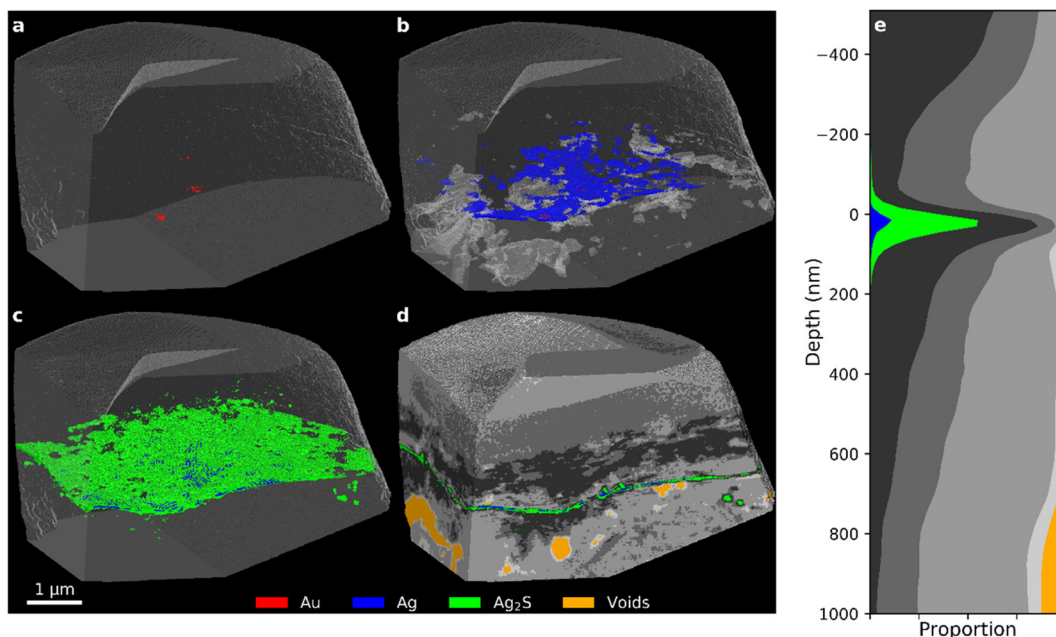 a
b
c
d
1 μm
Au
Ag
Ag₂S
Voids
e
−400
−200
0
200
400
600
800
1000
Depth (nm)
Proportion